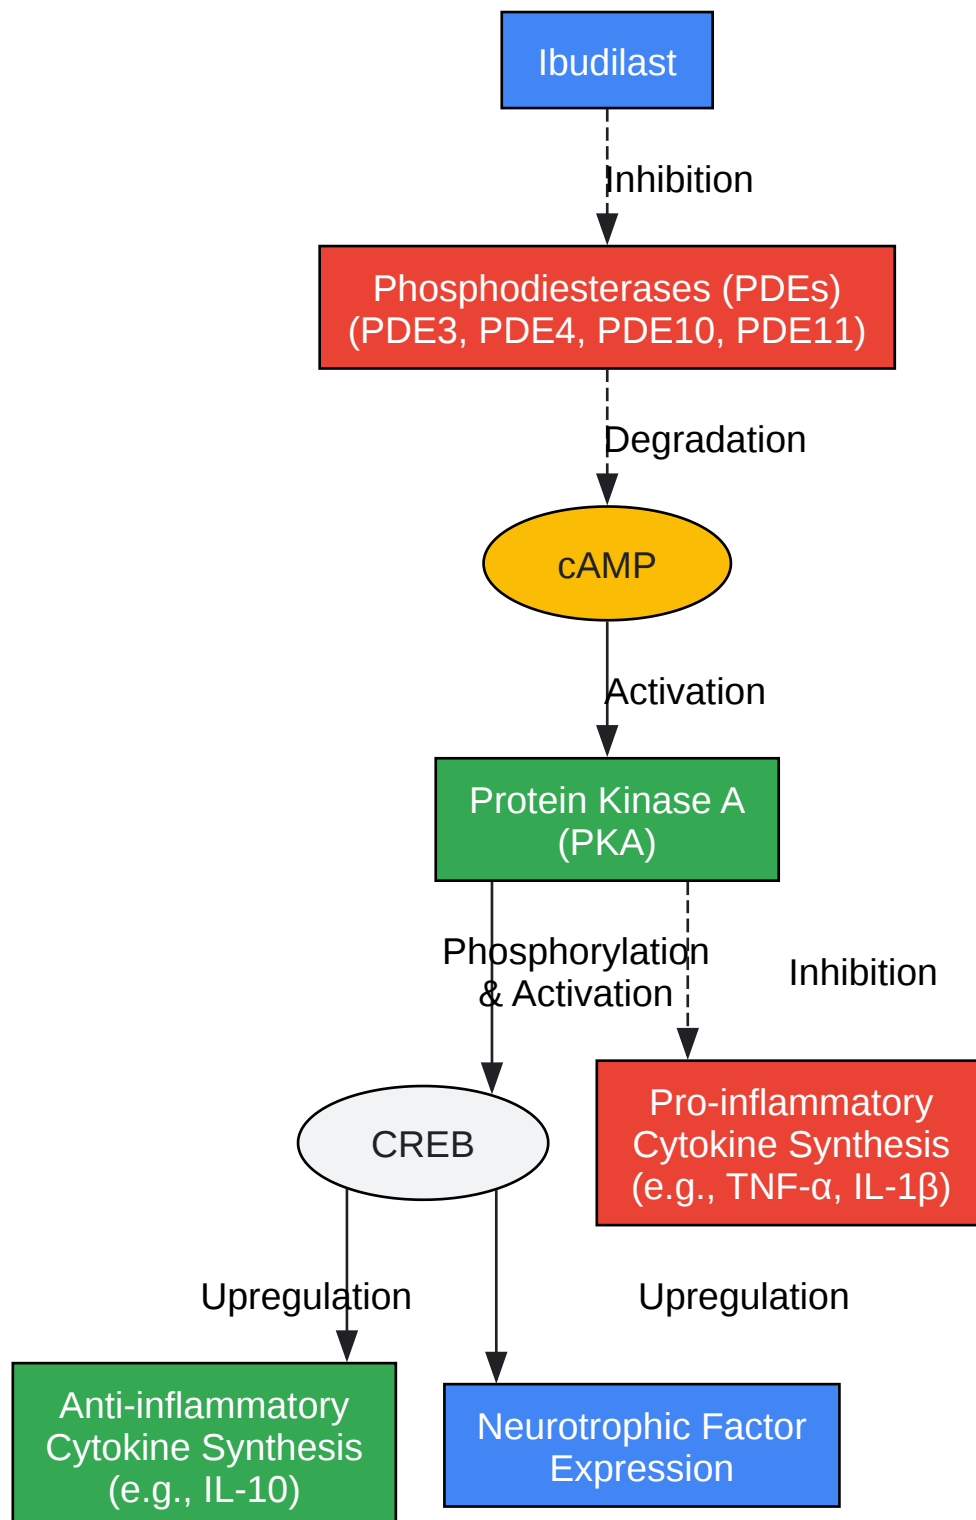 Ibudilast
Inhibition
Phosphodiesterases (PDEs)
(PDE3, PDE4, PDE10, PDE11)
Degradation
cAMP
Activation
Protein Kinase A
(PKA)
Phosphorylation
& Activation
Inhibition
Pro-inflammatory
Cytokine Synthesis
(e.g., TNF-α, IL-1β)
CREB
Upregulation
Upregulation
Anti-inflammatory
Cytokine Synthesis
(e.g., IL-10)
Neurotrophic Factor
Expression